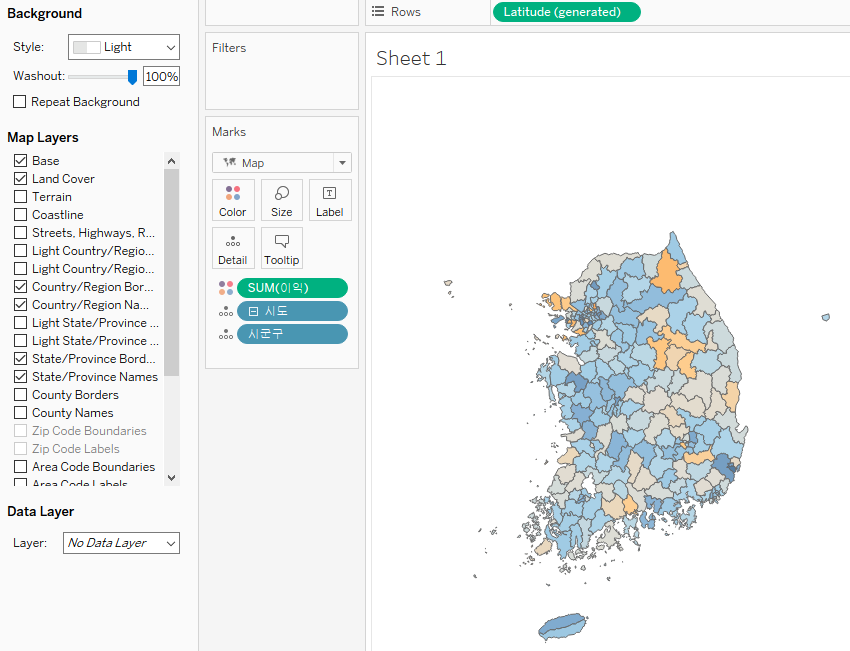 Background
Style:
Light
Washout:
100%
Repeat Background
Map Layers
Base
Land Cover
Terrain
Coastline
Streets, Highways, R...
Light Country/Regio...
Light Country/Regio...
Country/Region Bor...
Country/Region Na...
Light State/Province ...
Light State/Province ...
State/Province Bord...
State/Province Names
County Borders
County Names
Zip Code Boundaries
Zip Code Labels
Area Code Boundaries
Area Code Labels
Data Layer
Layer:
No Data Layer
Filters
Marks
Map
Color
Size
Label
Detail
Tooltip
SUM(이익)
시도
시군구
Rows
Latitude (generated)
Sheet 1